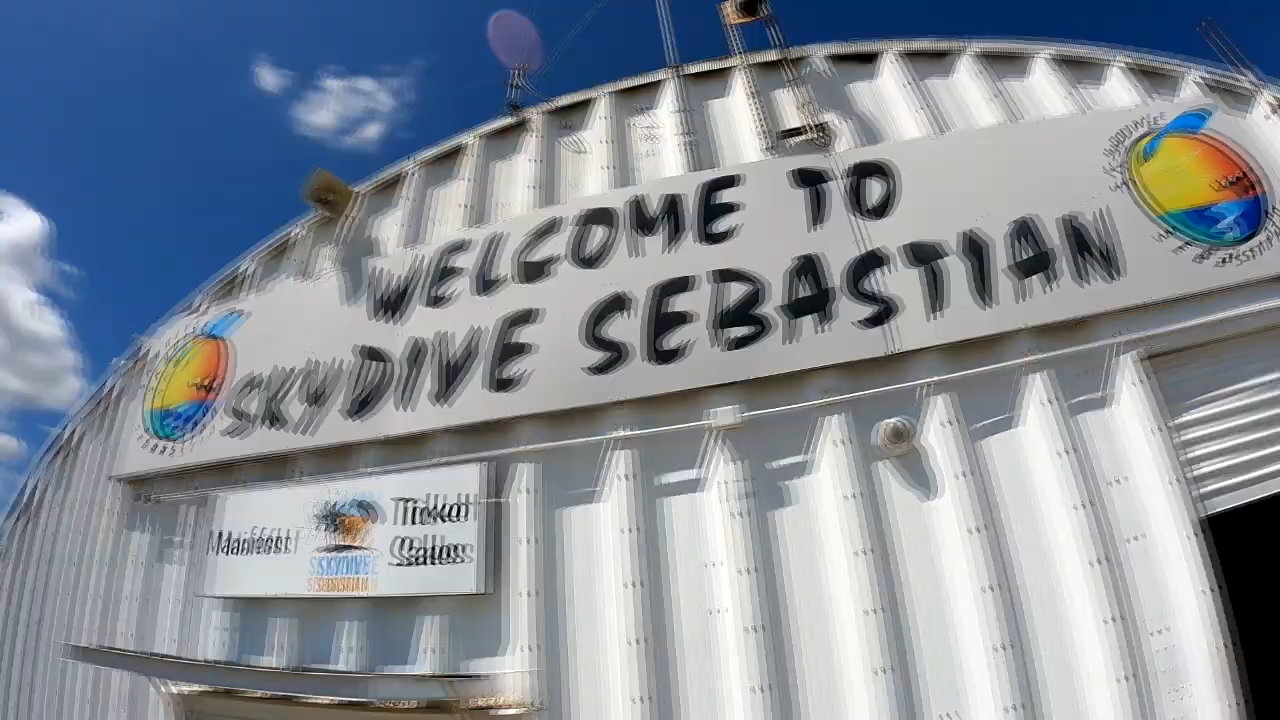 WELCOME TO
SKYDIVE SEBASTIAN
Manifest
Ticket
Sales
SKYDIVE
SEBASTIAN